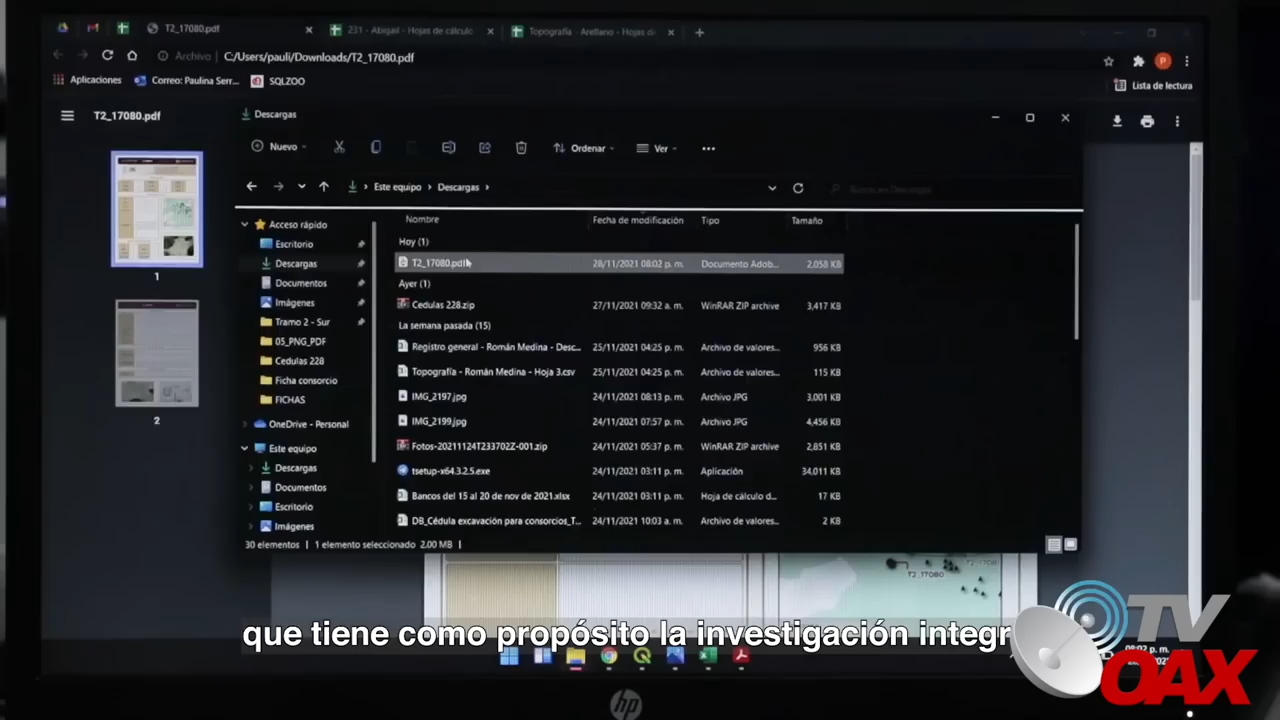 T2_17080.pdf
231 - Abigail - Hojas de cálculo
Topografía - Arellano - Hojas d
Archivo
C:/Users/pauli/Downloads/T2_17080.pdf
P
Aplicaciones
Correo: Paulina Serr...
SQLZOO
Lista de lectura
T2_17080.pdf
Descargas
Nuevo
Ordenar
Ver
Este equipo
Descargas
Buscar en Descargas
Nombre
Fecha de modificación
Tipo
Tamaño
Acceso rápido
Escritorio
Descargas
Documentos
Imágenes
Tramo 2 - Sur
05_PNG_PDF
Cedulas 228
Ficha consorcio
FICHAS
OneDrive - Personal
Este equipo
Descargas
Documentos
Escritorio
Imágenes
Hoy (1)
T2_17080.pdf 28/11/2021 08:02 p. m. Documento Adob... 2,058 KB
Ayer (1)
Cedulas 228.zip 27/11/2021 09:32 a. m. WinRAR ZIP archive 3,417 KB
La semana pasada (15)
Registro general - Román Medina - Desc... 25/11/2021 04:25 p. m. Archivo de valores... 956 KB
Topografía - Román Medina - Hoja 3.csv 25/11/2021 04:25 p. m. Archivo de valores... 115 KB
IMG_2197.jpg 24/11/2021 08:13 p. m. Archivo JPG 3,001 KB
IMG_2199.jpg 24/11/2021 07:57 p. m. Archivo JPG 4,456 KB
Fotos-20211124T233702Z-001.zip 24/11/2021 05:37 p. m. WinRAR ZIP archive 2,851 KB
tsetup-x64.3.2.5.exe 24/11/2021 03:11 p. m. Aplicación 34,011 KB
Bancos del 15 al 20 de nov de 2021.xlsx 24/11/2021 03:11 p. m. Hoja de cálculo d... 17 KB
DB_Cédula excavación para consorcios_T... 24/11/2021 10:03 a. m. Archivo de valores... 2 KB
30 elementos
1 elemento seleccionado 2.00 MB
1
2
T2_17080
que tiene como propósito la investigación integr
TV
OAX
hp